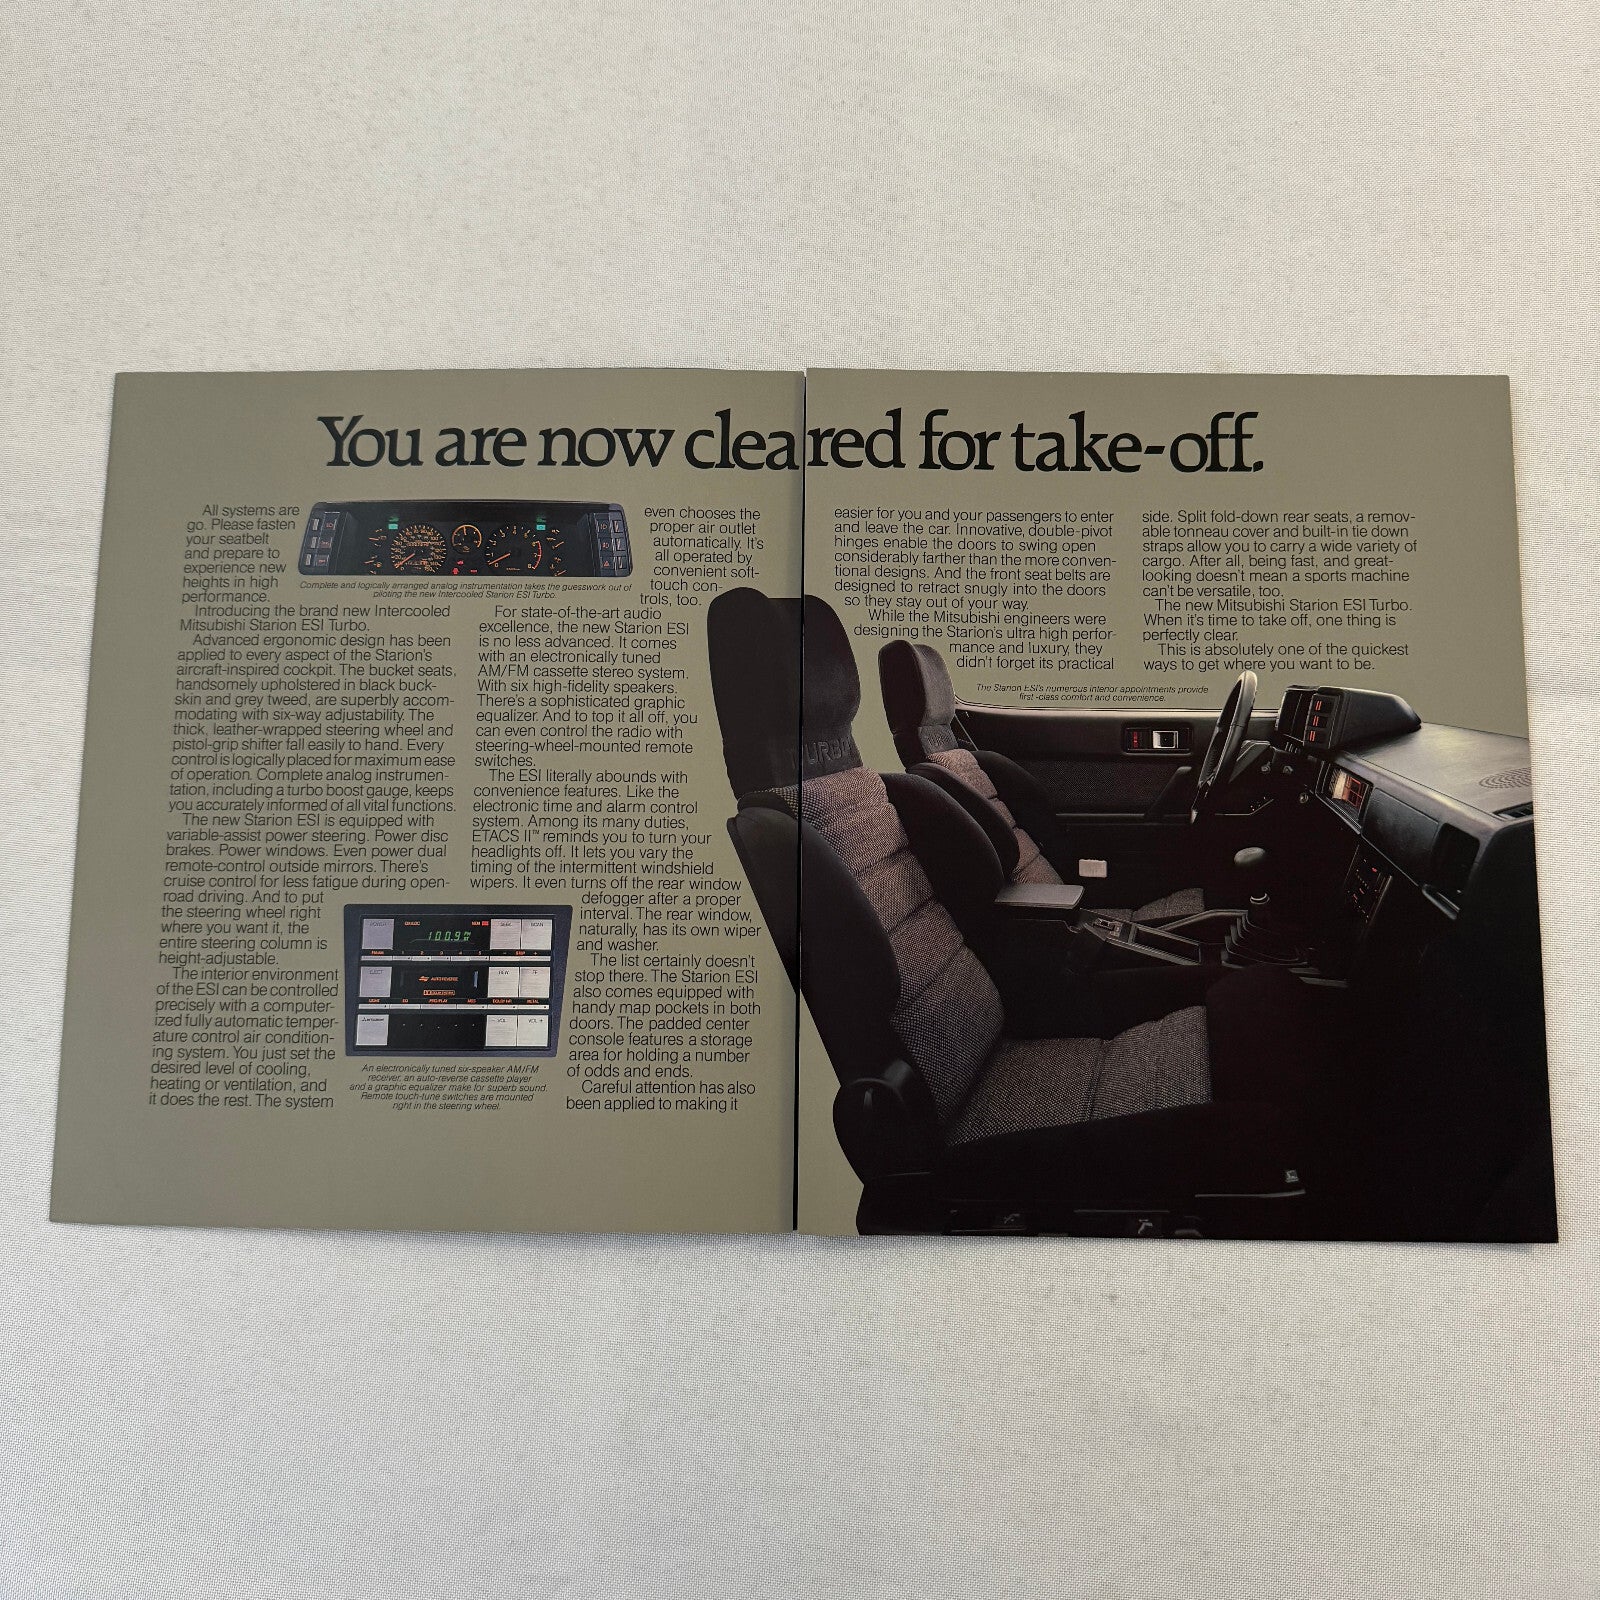 You are now cleared for take-off.
All systems are
go. Please fasten
your seatbelt
and prepare to
experience new
heights in high
performance.
Introducing the brand new Intercooled
Mitsubishi Starion ESI Turbo.
Advanced ergonomic design has been
applied to every aspect of the Starion's
aircraft-inspired cockpit. The bucket seats,
handsomely upholstered in black buck-
skin and grey tweed, are superbly accom-
modating with six-way adjustability. The
thick, leather-wrapped steering wheel and
pistol-grip shifter fall easily to hand. Every
control is logically placed for maximum ease
of operation. Complete analog instrumen-
tation, including a turbo boost gauge, keeps
you accurately informed of all vital functions.
The new Starion ESI is equipped with
variable-assist power steering. Power disc
brakes. Power windows. Even power dual
remote-control outside mirrors. There's
cruise control for less fatigue during open-
road driving. And to put
the steering wheel right
where you want it, the
entire steering column is
height-adjustable.
The interior environment
of the ESI can be controlled
precisely with a computer-
ized fully automatic temper-
ature control air condition-
ing system. You just set the
desired level of cooling,
heating or ventilation, and
it does the rest. The system
Complete and logically arranged analog instrumentation takes the guesswork out of
piloting the new Intercooled Starion ESI Turbo.
even chooses the
proper air outlet
automatically. It's
all operated by
convenient soft-
touch con-
trols, too.
For state-of-the-art audio
excellence, the new Starion ESI
is no less advanced. It comes
with an electronically tuned
AM/FM cassette stereo system.
With six high-fidelity speakers.
There's a sophisticated graphic
equalizer. And to top it all off, you
can even control the radio with
steering-wheel-mounted remote
switches.
The ESI literally abounds with
convenience features. Like the
electronic time and alarm control
system. Among its many duties,
ETACS II™ reminds you to turn your
headlights off. It lets you vary the
timing of the intermittent windshield
wipers. It even turns off the rear window
defogger after a proper
interval. The rear window,
naturally, has its own wiper
and washer.
The list certainly doesn't
stop there. The Starion ESI
also comes equipped with
handy map pockets in both
doors. The padded center
console features a storage
area for holding a number
of odds and ends.
Careful attention has also
been applied to making it
POWER
SEEK
SCAN
100.9
EJECT
AUTO REVERSE
REW
FF
METAL
- VOL
VOL +
An electronically tuned six-speaker AM/FM
receiver, an auto-reverse cassette player
and a graphic equalizer make for superb sound.
Remote touch-tune switches are mounted
right in the steering wheel.
easier for you and your passengers to enter
and leave the car. Innovative, double-pivot
hinges enable the doors to swing open
considerably farther than the more conven-
tional designs. And the front seat belts are
designed to retract snugly into the doors
so they stay out of your way.
While the Mitsubishi engineers were
designing the Starion's ultra high perfor-
mance and luxury, they
didn't forget its practical
side. Split fold-down rear seats, a remov-
able tonneau cover and built-in tie down
straps allow you to carry a wide variety of
cargo. After all, being fast, and great-
looking doesn't mean a sports machine
can't be versatile, too.
The new Mitsubishi Starion ESI Turbo.
When it's time to take off, one thing is
perfectly clear.
This is absolutely one of the quickest
ways to get where you want to be.
The Starion ESI's numerous interior appointments provide
first-class comfort and convenience.
TURBO